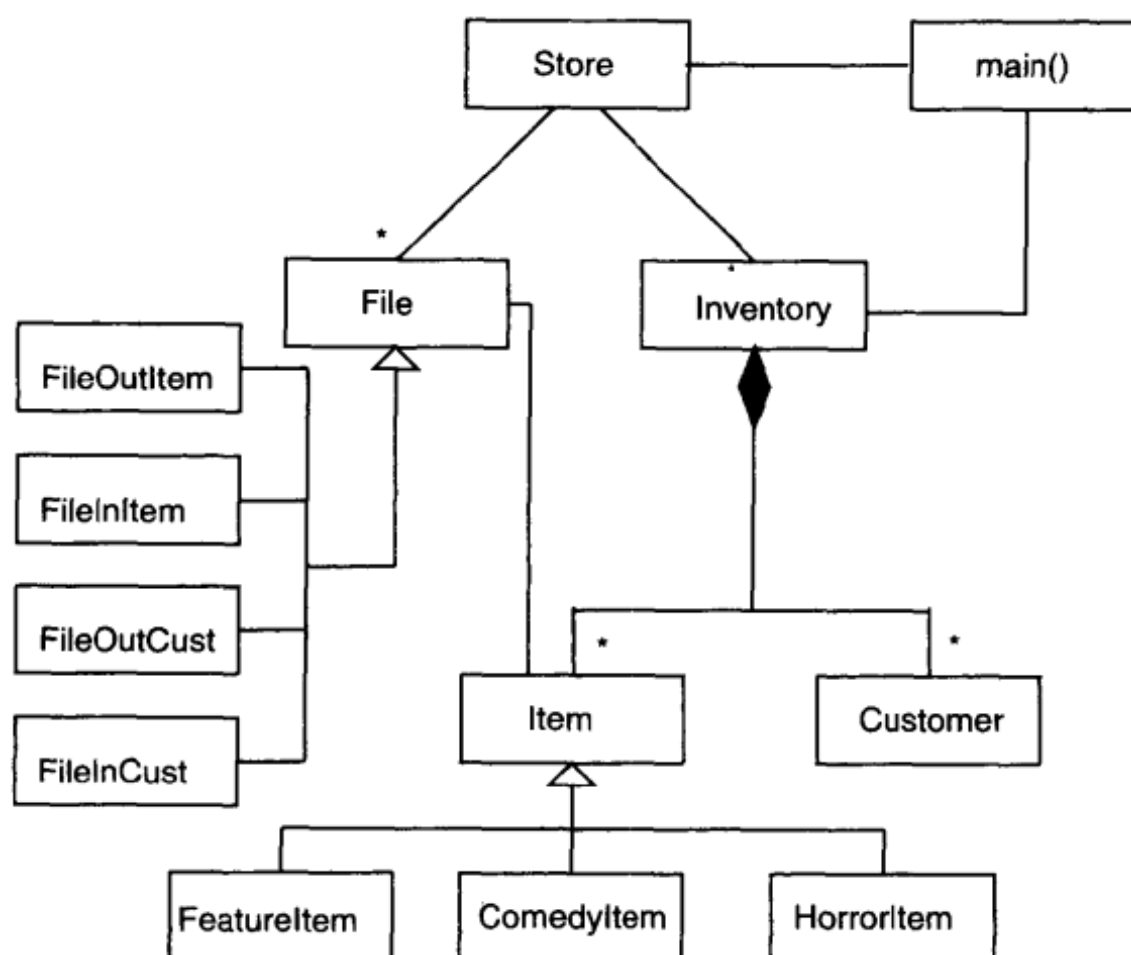 Store
main()
*
File
*
Inventory
FileOutItem
FileInItem
FileOutCust
*
*
Item
Customer
FileInCust
FeatureItem
ComedyItem
HorrorItem